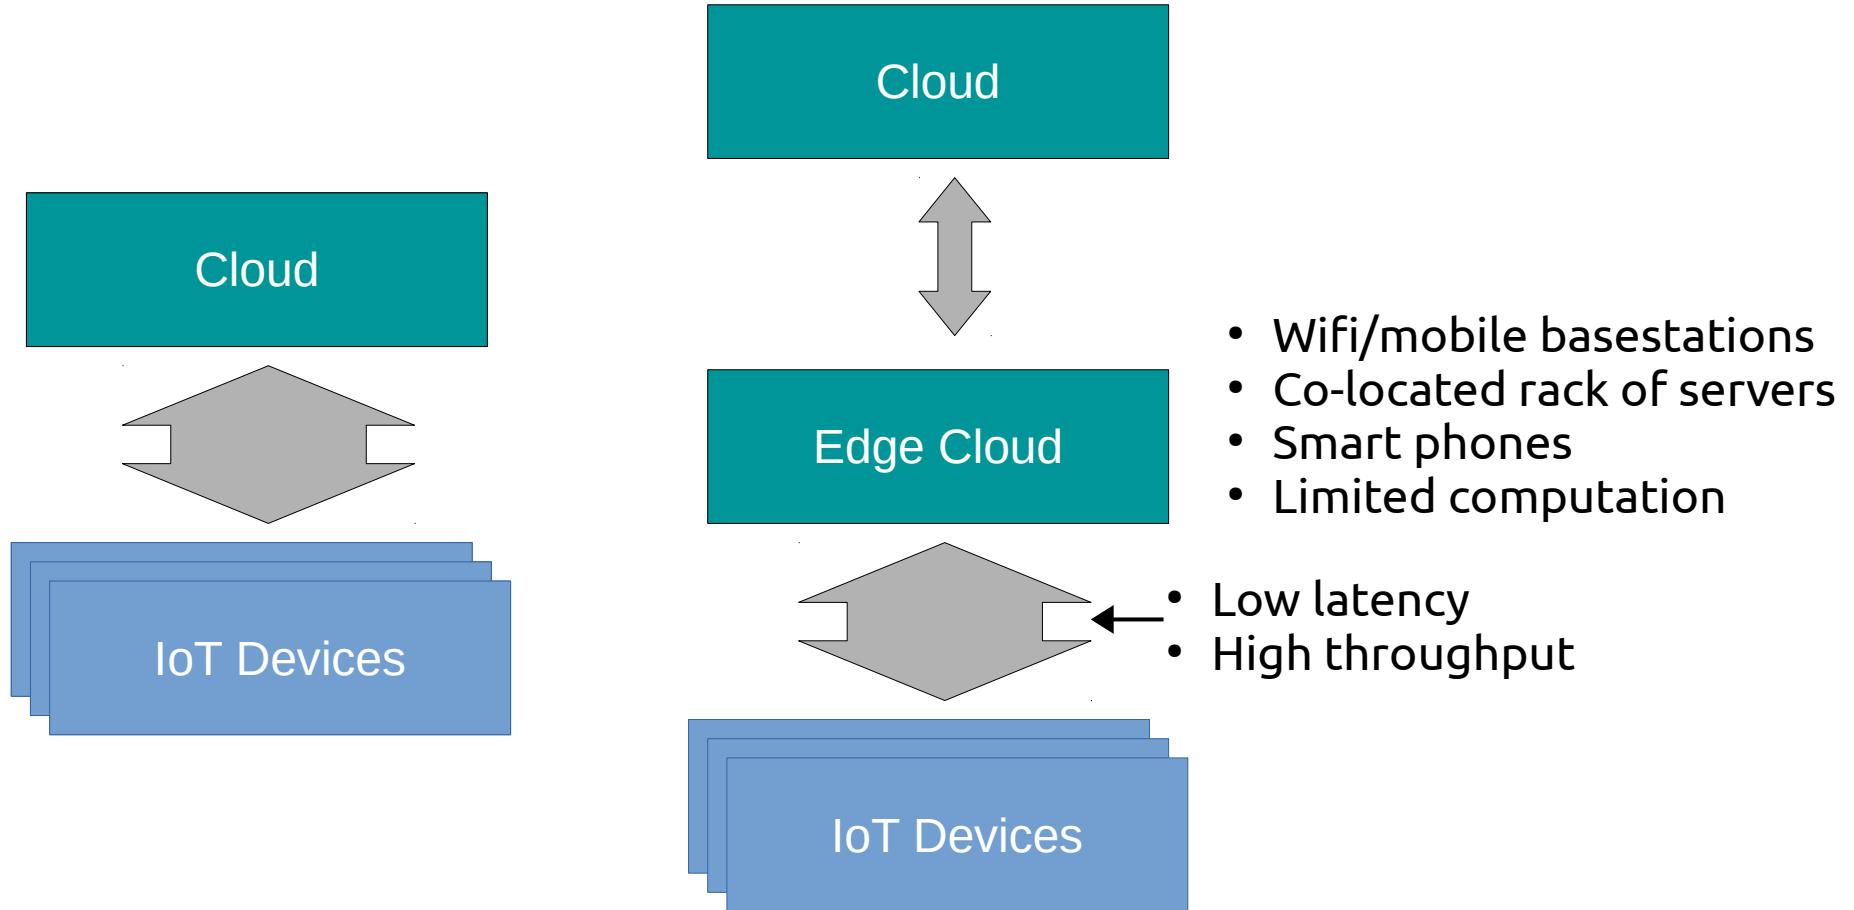 Cloud
IoT Devices
Cloud
Edge Cloud
• Wifi/mobile basestations
• Co-located rack of servers
• Smart phones
• Limited computation
• Low latency
• High throughput
IoT Devices